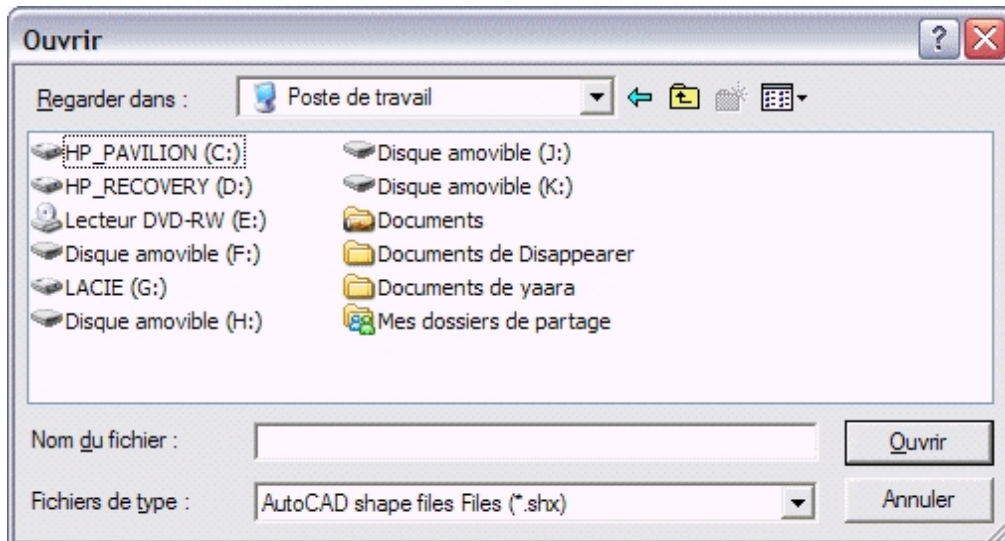 Ouvrir
Regarder dans :
Poste de travail
HP_PAVILION (C:)
HP_RECOVERY (D:)
Lecteur DVD-RW (E:)
Disque amovible (F:)
LACIE (G:)
Disque amovible (H:)
Disque amovible (J:)
Disque amovible (K:)
Documents
Documents de Disappearer
Documents de yaara
Mes dossiers de partage
Nom du fichier :
Ouvrir
Fichiers de type :
AutoCAD shape files Files (*.shx)
Annuler